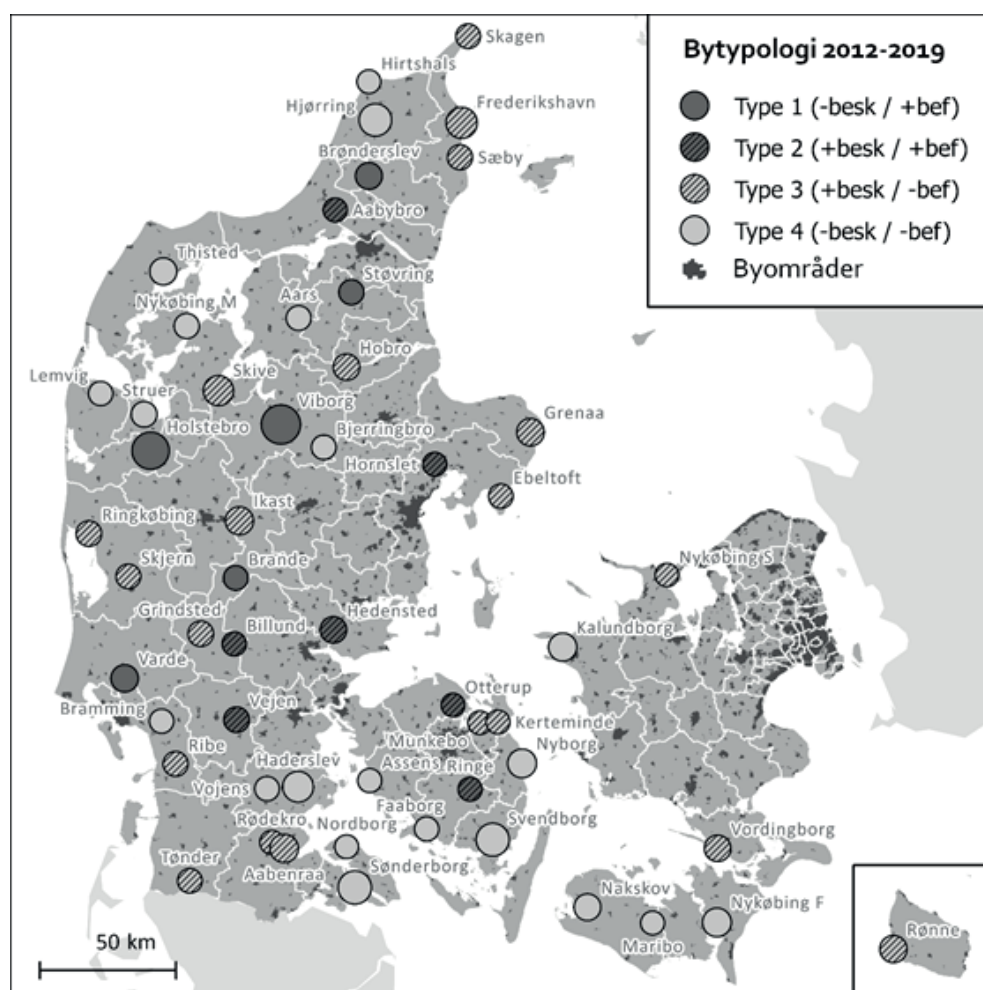 Bytypologi 2012-2019
Type 1 (-besk / +bef)
Type 2 (+besk / +bef)
Type 3 (+besk / -bef)
Type 4 (-besk / -bef)
Byområder
Skagen
Hirtshals
Hjørring
Frederikshavn
Brønderslev
Sæby
Aabybro
Thisted
Støvring
Nykøbing M
Aars
Hobro
Lemvig
Skive
Struer
Viborg
Grenaa
Holstebro
Bjerringbro
Hornslet
Ebeltoft
Ringkøbing
Ikast
Skjern
Brande
Nykøbing S
Grindsted
Billund
Hedensted
Kalundborg
Varde
Bramming
Vejen
Otterup
Munkebo
Kerteminde
Ribe
Nyborg
Haderslev
Assens
Ringe
Vojens
Faaborg
Rødekro
Nordborg
Svendborg
Vordingborg
Tønder
Aabenraa
Sønderborg
Nakskov
Nykøbing F
Maribo
Rønne
50 km